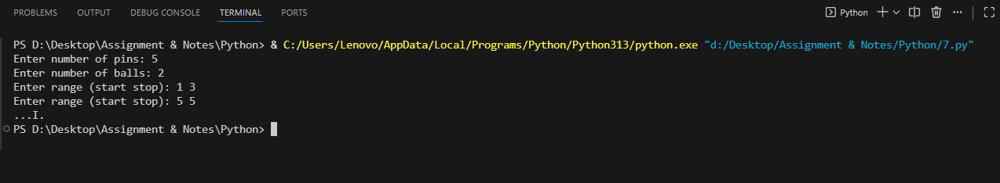 PROBLEMS OUTPUT DEBUG CONSOLE TERMINAL PORTS Python
PS D:\Desktop\Assignment & Notes\Python> & C:/Users/Lenovo/AppData/Local/Programs/Python/Python313/python.exe "d:/Desktop/Assignment & Notes/Python/7.py"
Enter number of pins: 5
Enter number of balls: 2
Enter range (start stop): 1 3
Enter range (start stop): 5 5
...I.
PS D:\Desktop\Assignment & Notes\Python>